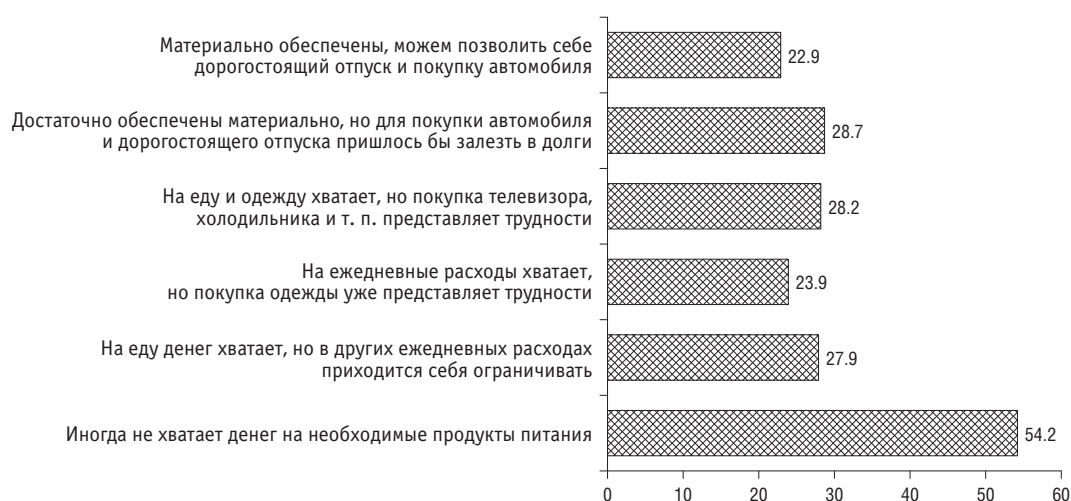 Материально обеспечены, можем позволить себе
дорогостоящий отпуск и покупку автомобиля
22.9
Достаточно обеспечены материально, но для покупки автомобиля
и дорогостоящего отпуска пришлось бы залезть в долги
28.7
На еду и одежду хватает, но покупка телевизора,
холодильника и т. п. представляет трудности
28.2
На ежедневные расходы хватает,
но покупка одежды уже представляет трудности
23.9
На еду денег хватает, но в других ежедневных расходах
приходится себя ограничивать
27.9
Иногда не хватает денег на необходимые продукты питания
54.2
0 10 20 30 40 50 60